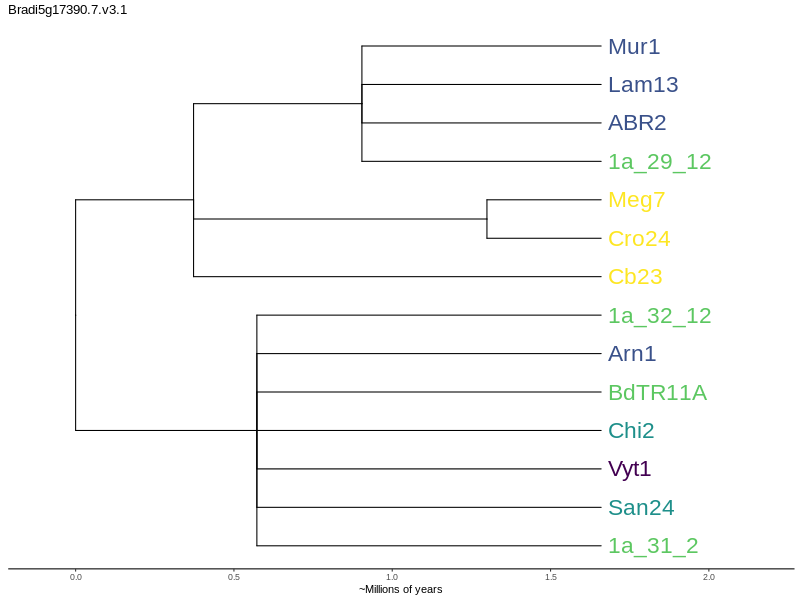 Bradi5g17390.7.v3.1
Mur1
Lam13
ABR2
1a_29_12
Meg7
Cro24
Cb23
1a_32_12
Arn1
BdTR11A
Chi2
Vyt1
San24
1a_31_2
0.0 0.5 1.0 1.5 2.0
~Millions of years